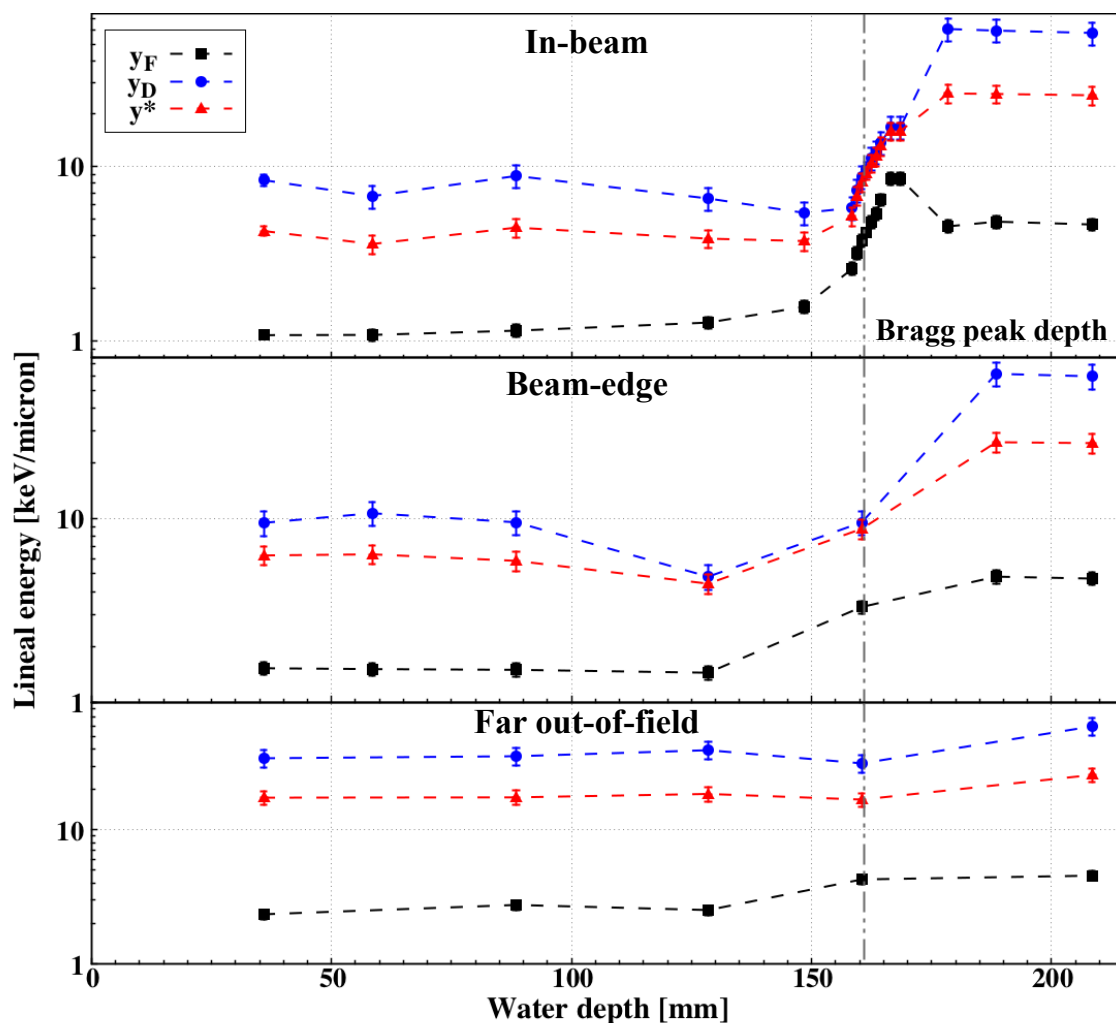 In-beam
y_F
y_D
y*
10
1
Bragg peak depth
Beam-edge
Lineal energy [keV/micron]
10
1
Far out-of-field
10
1
0 50 100 150 200
Water depth [mm]